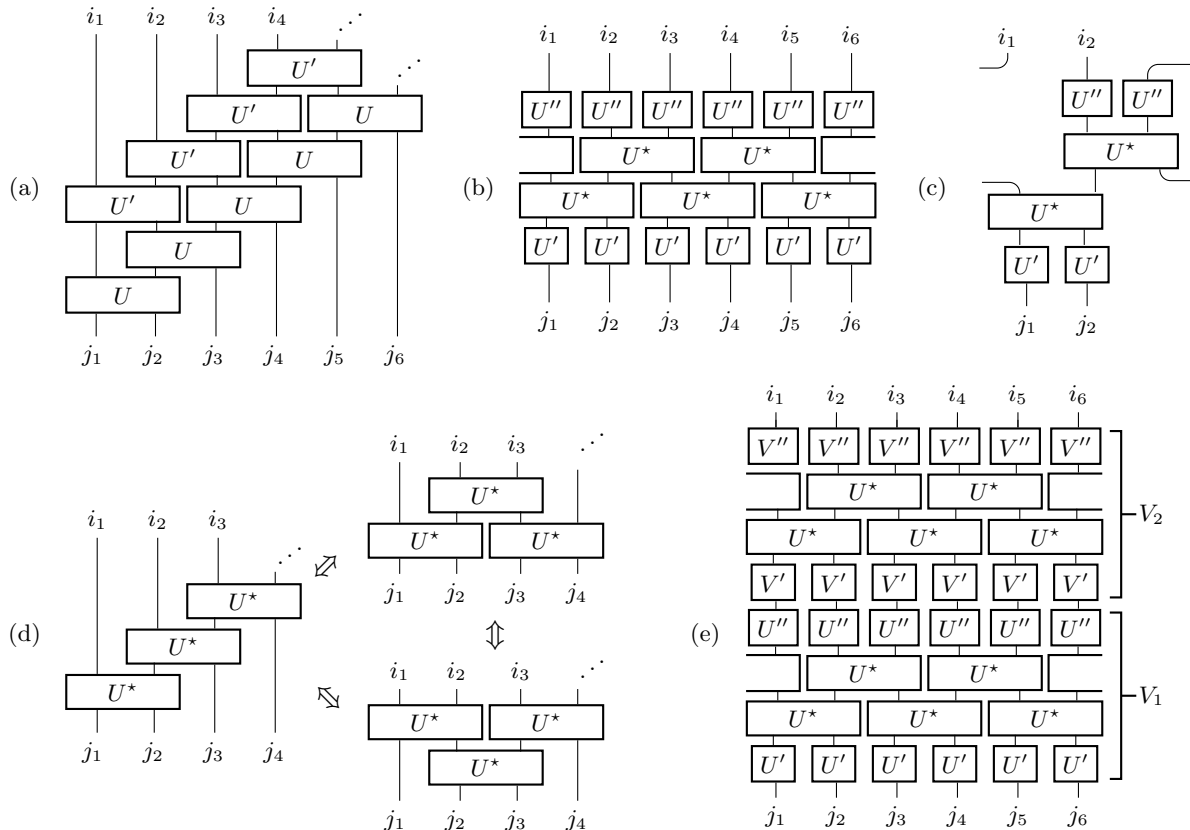 i₁ i₂ i₃ i₄ ⋰
U′ ⋰
U′ U
U′ U
(a) U′ U
U
U
j₁ j₂ j₃ j₄ j₅ j₆
i₁ i₂ i₃ i₄ i₅ i₆
U″ U″ U″ U″ U″ U″
U⋆ U⋆
(b) U⋆ U⋆ U⋆
U′ U′ U′ U′ U′ U′
j₁ j₂ j₃ j₄ j₅ j₆
i₁ i₂
U″ U″
U⋆
(c)
U⋆
U′ U′
j₁ j₂
i₁ i₂ i₃ ⋰
U⋆
(d) U⋆
U⋆
j₁ j₂ j₃ j₄
⇔
i₁ i₂ i₃ ⋰
U⋆
U⋆ U⋆
j₁ j₂ j₃ j₄
⇔
⇔
i₁ i₂ i₃ ⋰
U⋆ U⋆
U⋆
j₁ j₂ j₃ j₄
i₁ i₂ i₃ i₄ i₅ i₆
V″ V″ V″ V″ V″ V″
U⋆ U⋆
V₂
U⋆ U⋆ U⋆
V′ V′ V′ V′ V′ V′
(e) U″ U″ U″ U″ U″ U″
U⋆ U⋆
V₁
U⋆ U⋆ U⋆
U′ U′ U′ U′ U′ U′
j₁ j₂ j₃ j₄ j₅ j₆